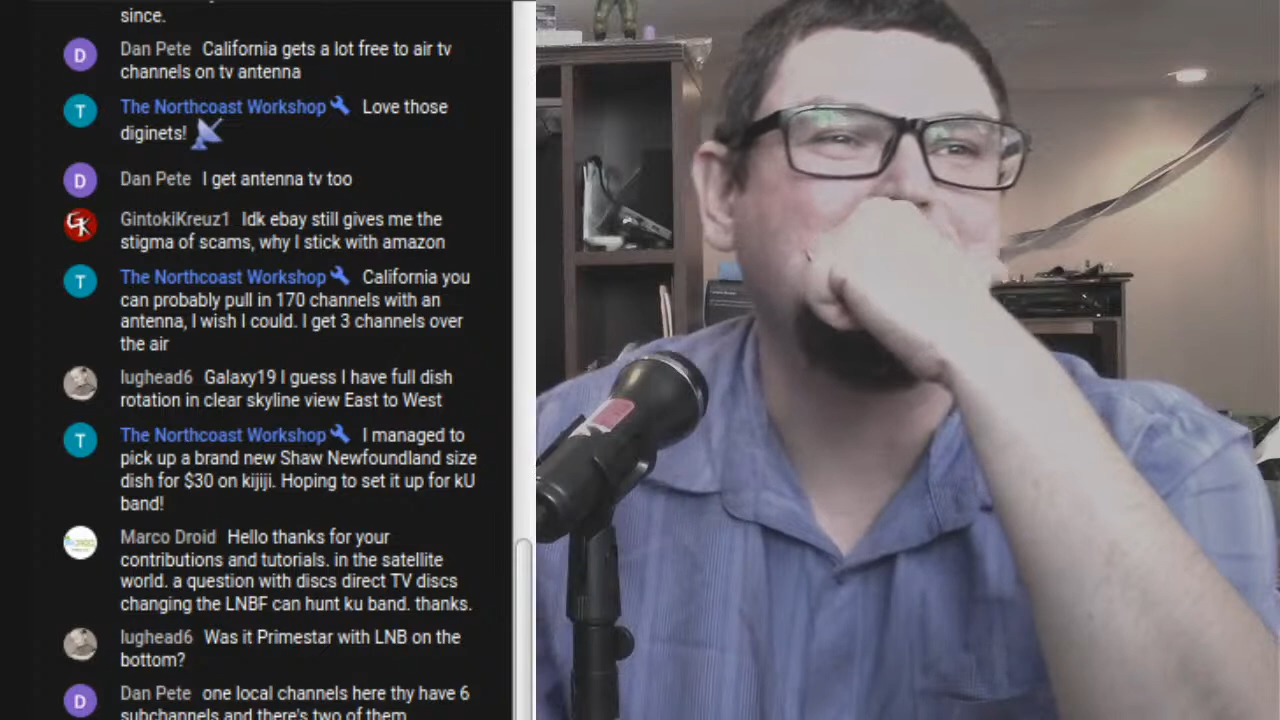 since.
D Dan Pete California gets a lot free to air tv
channels on tv antenna
T The Northcoast Workshop Love those
diginets!
D Dan Pete I get antenna tv too
GK GintokiKreuz1 Idk ebay still gives me the
stigma of scams, why I stick with amazon
T The Northcoast Workshop California you
can probably pull in 170 channels with an
antenna, I wish I could. I get 3 channels over
the air
lughead6 Galaxy19 I guess I have full dish
rotation in clear skyline view East to West
T The Northcoast Workshop I managed to
pick up a brand new Shaw Newfoundland size
dish for $30 on kijiji. Hoping to set it up for kU
band!
Marco Droid Hello thanks for your
contributions and tutorials. in the satellite
world. a question with discs direct TV discs
changing the LNBF can hunt ku band. thanks.
lughead6 Was it Primestar with LNB on the
bottom?
D Dan Pete one local channels here thy have 6
subchannels and there's two of them